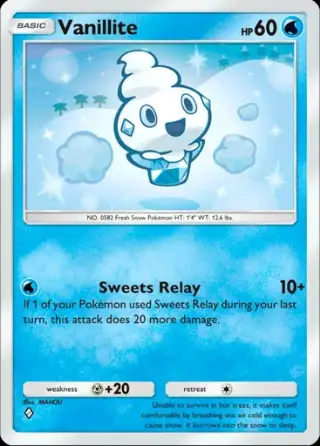 BASIC Vanillite HP 60
NO. 0582 Fresh Snow Pokémon HT: 1'4" WT: 12.6 lbs.
Sweets Relay 10+
If 1 of your Pokémon used Sweets Relay during your last
turn, this attack does 20 more damage.
weakness +20 retreat
Illus. MAHOU
Unable to survive in hot areas, it makes itself
comfortable by breathing out air cold enough to
cause snow. It burrows into the snow to sleep.